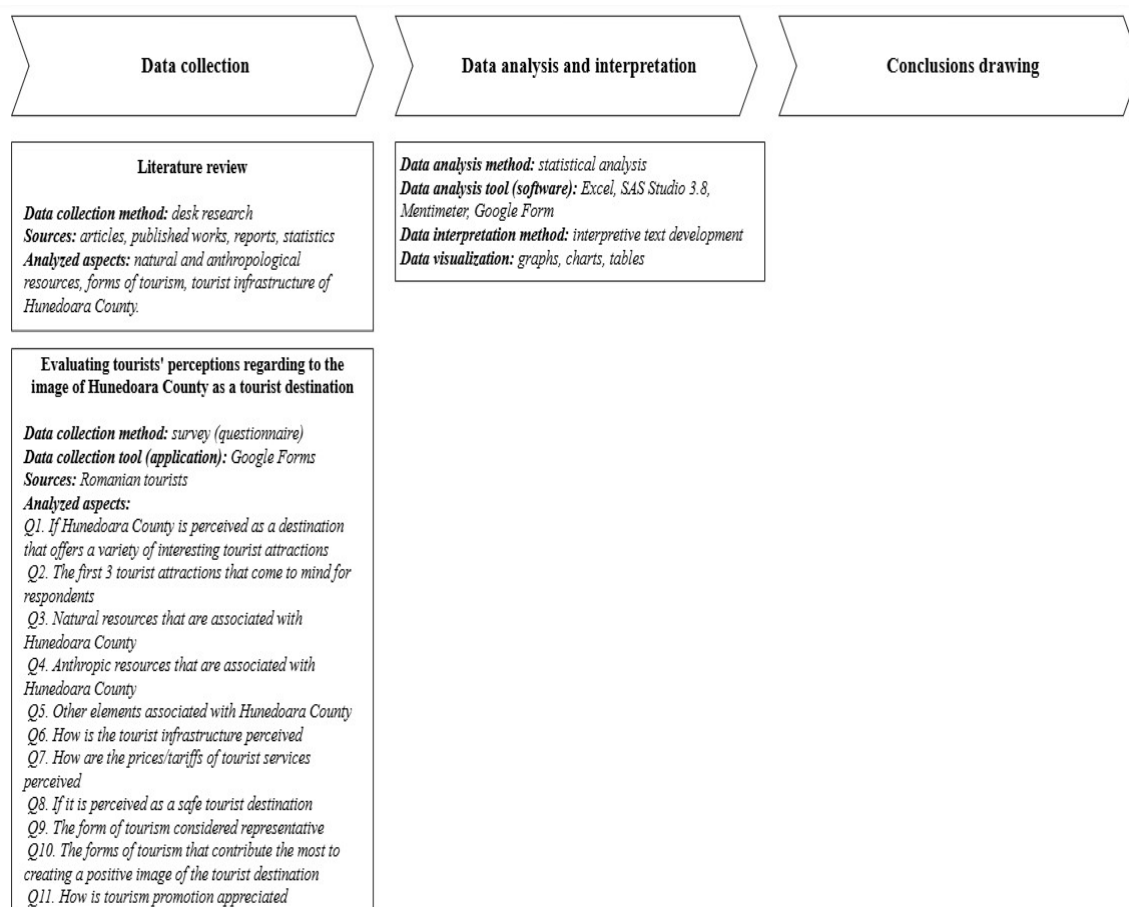 Data collection
Data analysis and interpretation
Conclusions drawing
Literature review
Data collection method: desk research
Sources: articles, published works, reports, statistics
Analyzed aspects: natural and anthropological
resources, forms of tourism, tourist infrastructure of
Hunedoara County.
Data analysis method: statistical analysis
Data analysis tool (software): Excel, SAS Studio 3.8,
Mentimeter, Google Form
Data interpretation method: interpretive text development
Data visualization: graphs, charts, tables
Evaluating tourists' perceptions regarding to the
image of Hunedoara County as a tourist destination
Data collection method: survey (questionnaire)
Data collection tool (application): Google Forms
Sources: Romanian tourists
Analyzed aspects:
Q1. If Hunedoara County is perceived as a destination
that offers a variety of interesting tourist attractions
Q2. The first 3 tourist attractions that come to mind for
respondents
Q3. Natural resources that are associated with
Hunedoara County
Q4. Anthropic resources that are associated with
Hunedoara County
Q5. Other elements associated with Hunedoara County
Q6. How is the tourist infrastructure perceived
Q7. How are the prices/tariffs of tourist services
perceived
Q8. If it is perceived as a safe tourist destination
Q9. The form of tourism considered representative
Q10. The forms of tourism that contribute the most to
creating a positive image of the tourist destination
Q11. How is tourism promotion appreciated